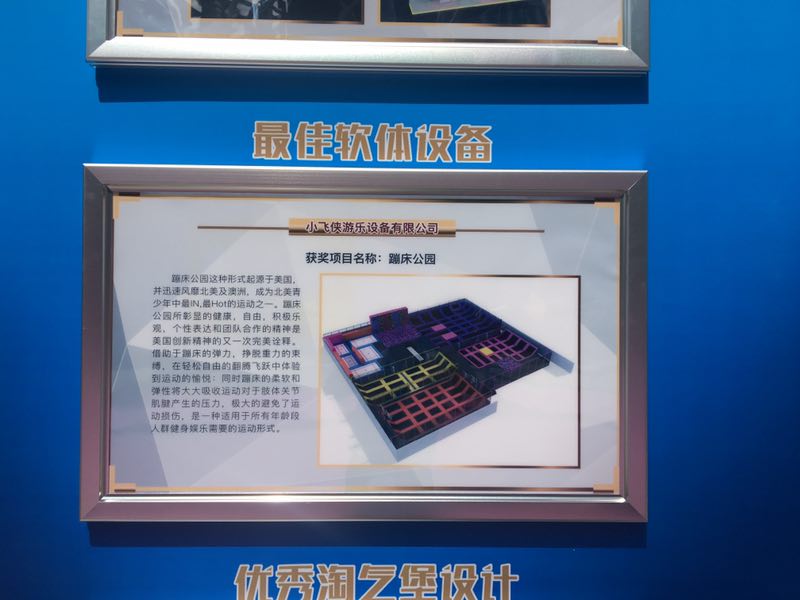 最佳软体设备
小飞侠游乐设备有限公司
获奖项目名称：蹦床公园
蹦床公园这种形式起源于美国，
并迅速风靡北美及澳洲，成为北美青
少年中最IN,最Hot的运动之一。蹦床
公园所彰显的健康，自由，积极乐
观，个性表达和团队合作的精神是
美国创新精神的又一次完美诠释。
借助于蹦床的弹力，挣脱重力的束
缚，在轻松自由的翻腾飞跃中体验
到运动的愉悦；同时蹦床的柔软和
弹性将大大吸收运动对于肢体关节
肌腱产生的压力，极大的避免了运
动损伤，是一种适用于所有年龄段
人群健身娱乐需要的运动形式。
优秀淘气堡设计